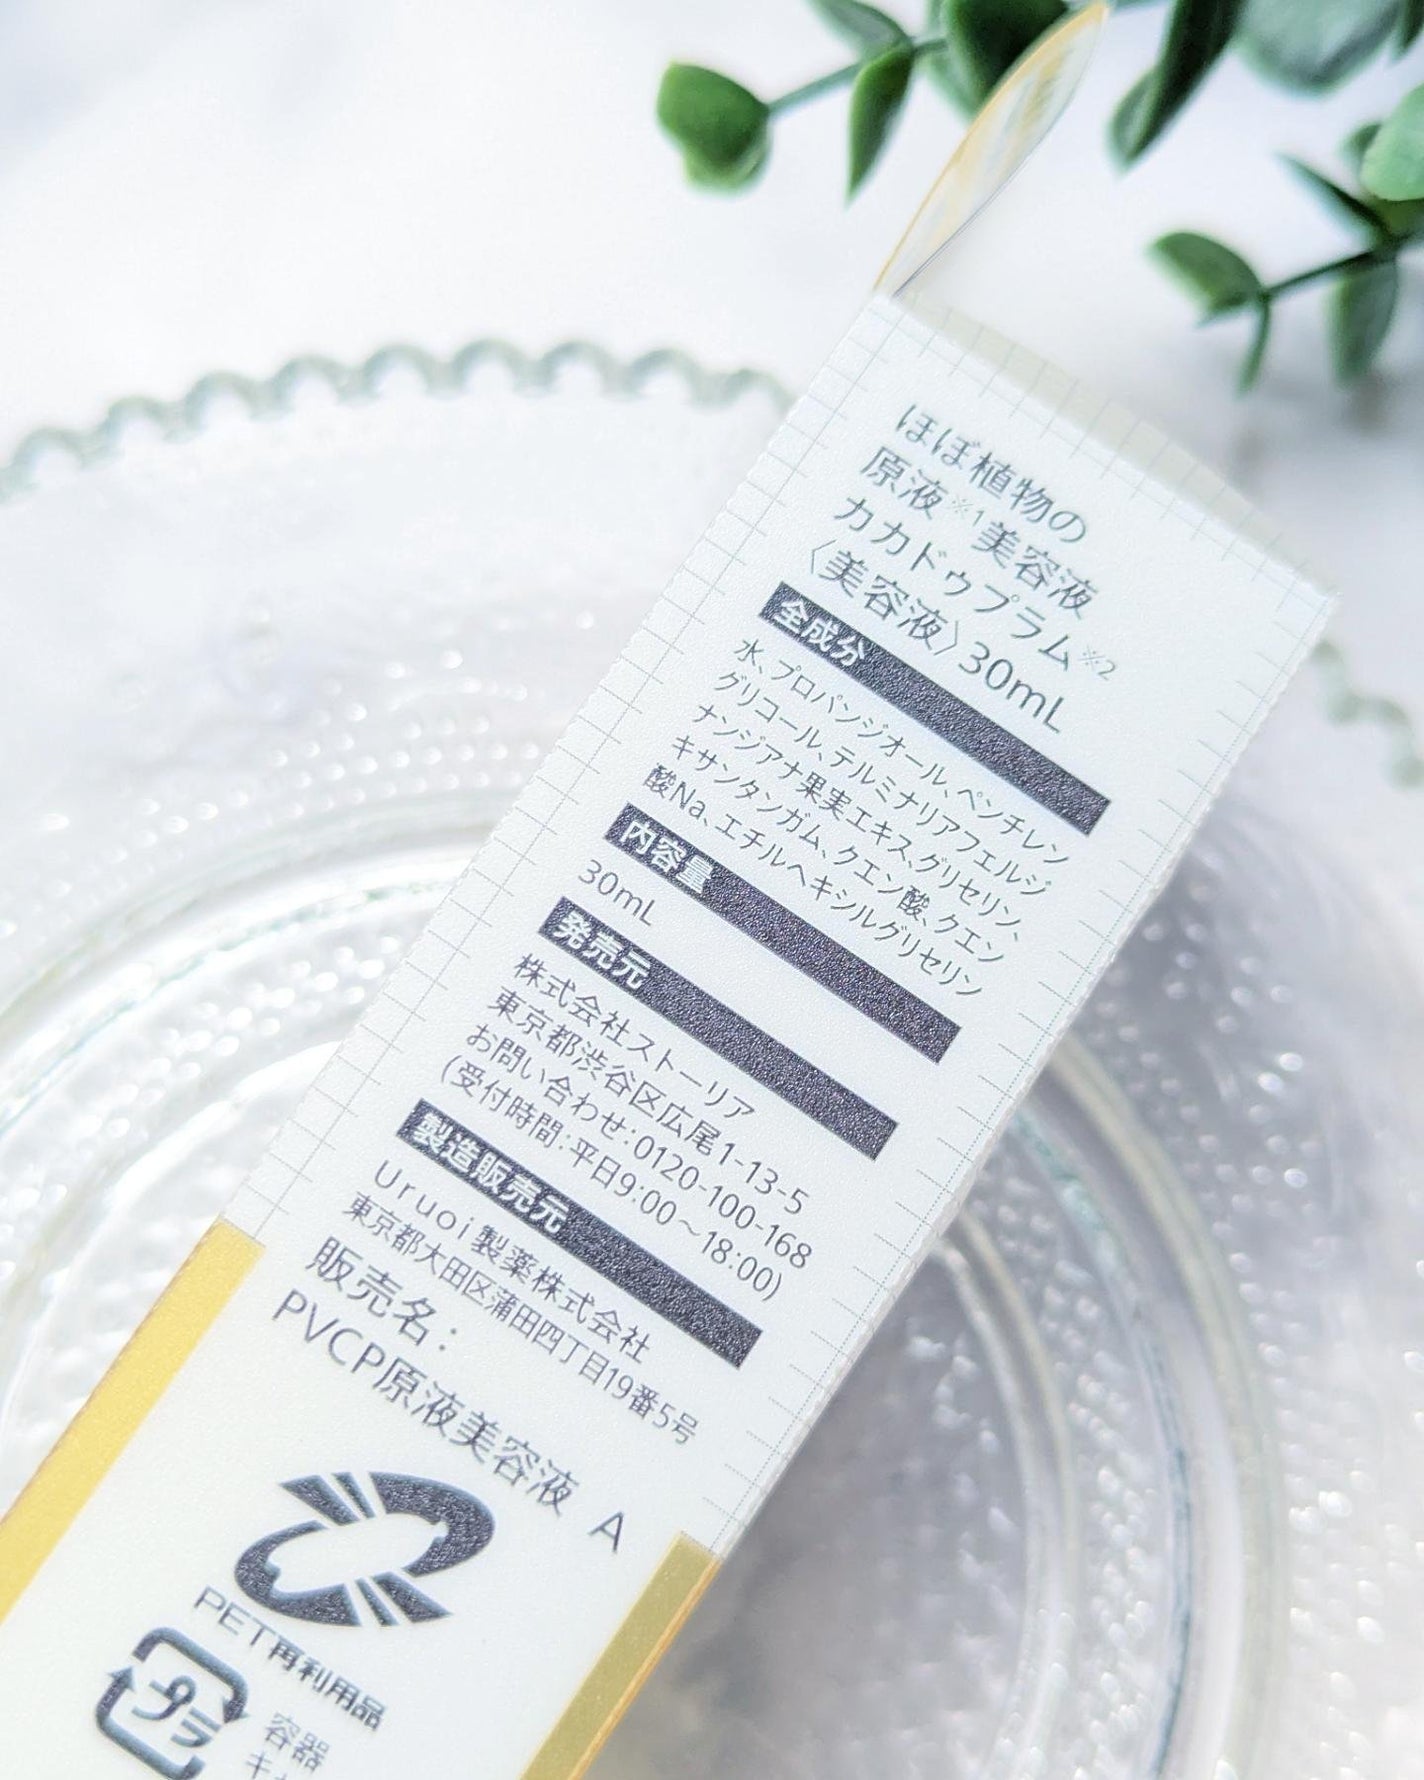 ほぼ植物の
原液※1美容液
カカドゥプラム※2
〈美容液〉30mL
全成分
水、プロパンジオール、ペンチレン
グリコール、テルミナリアフェルジ
ナンジアナ果実エキス、グリセリン、
キサンタンガム、クエン酸、クエン
酸Na、エチルヘキシルグリセリン
内容量
30mL
発売元
株式会社ストーリア
東京都渋谷区広尾1-13-5
お問い合わせ：0120-100-168
(受付時間：平日9:00～18:00)
製造販売元
Uruoi製薬株式会社
東京都大田区蒲田四丁目19番5号
販売名：
PVCP原液美容液 A
PET再利用品
プラ
容器